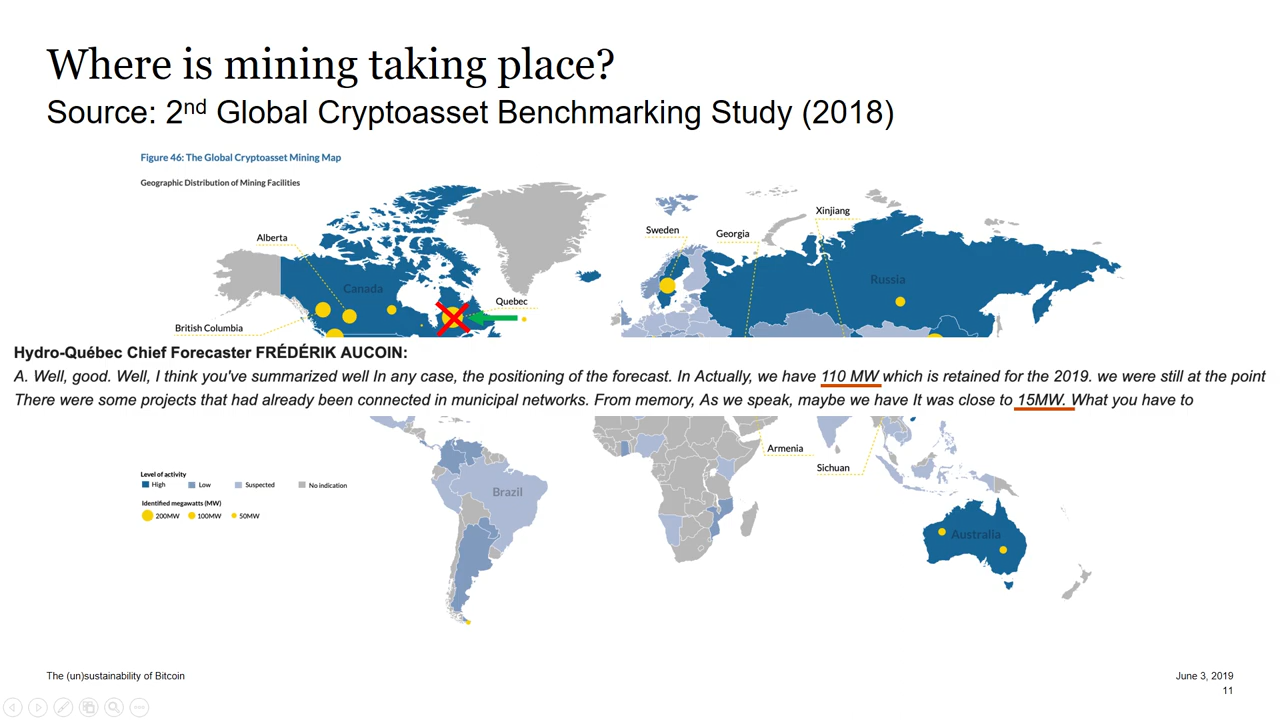 Where is mining taking place?
Source: 2nd Global Cryptoasset Benchmarking Study (2018)
Figure 46: The Global Cryptoasset Mining Map
Geographic Distribution of Mining Facilities
Xinjiang
Sweden
Georgia
Alberta
Canada
Russia
Quebec
British Columbia
Hydro-Québec Chief Forecaster FRÉDÉRIK AUCOIN:
A. Well, good. Well, I think you've summarized well In any case, the positioning of the forecast. In Actually, we have 110 MW which is retained for the 2019. we were still at the point
There were some projects that had already been connected in municipal networks. From memory, As we speak, maybe we have It was close to 15MW. What you have to
Armenia
Sichuan
Level of activity
High Low Suspected No indication
Brazil
Identified megawatts (MW)
200MW 100MW 50MW
Australia
The (un)sustainability of Bitcoin
June 3, 2019
11